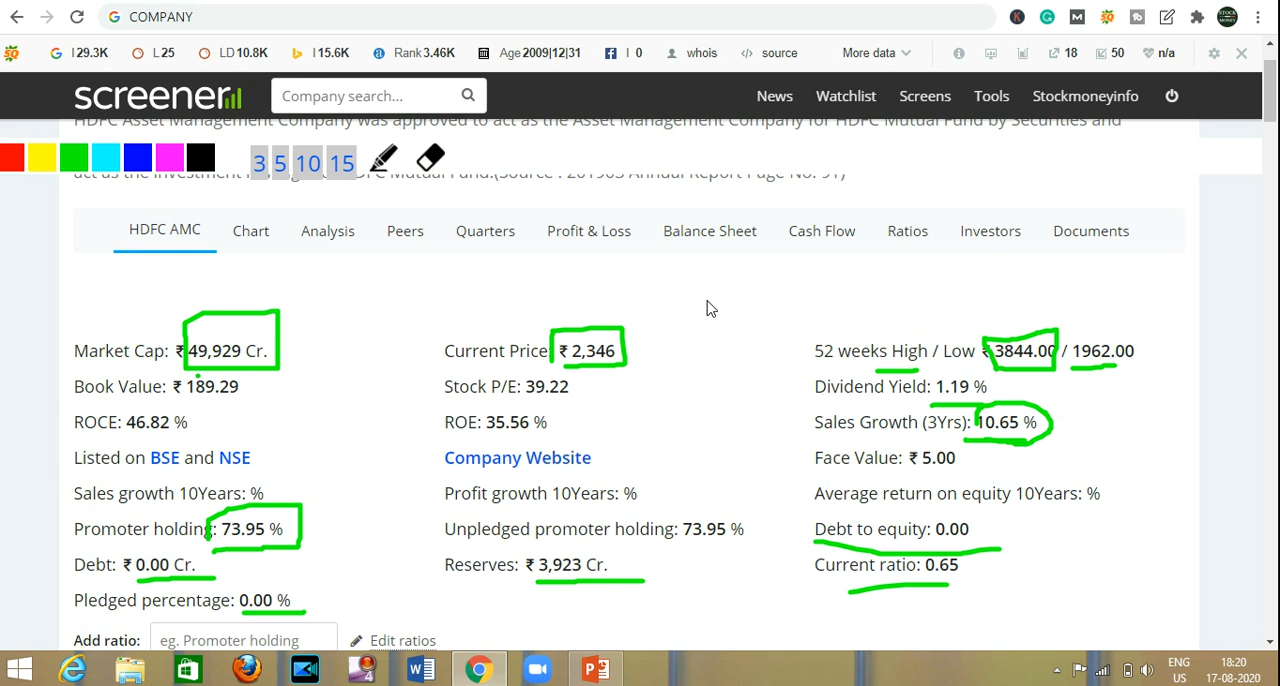 COMPANY
I 29.3K L 25 LD 10.8K I 15.6K Rank 3.46K Age 2009|12|31 I 0 whois source More data 18 50 n/a
screener Company search... News Watchlist Screens Tools Stockmoneyinfo
HDFC Asset Management Company was approved to act as the Asset Management Company for HDFC Mutual Fund by Securities and
3 5 10 15
Mutual Fund.(Source : 201903 Annual Report Page No. 91)
HDFC AMC Chart Analysis Peers Quarters Profit & Loss Balance Sheet Cash Flow Ratios Investors Documents
Market Cap: ₹ 49,929 Cr. Current Price: ₹ 2,346 52 weeks High / Low ₹ 3844.00 / 1962.00
Book Value: ₹ 189.29 Stock P/E: 39.22 Dividend Yield: 1.19 %
ROCE: 46.82 % ROE: 35.56 % Sales Growth (3Yrs): 10.65 %
Listed on BSE and NSE Company Website Face Value: ₹ 5.00
Sales growth 10Years: % Profit growth 10Years: % Average return on equity 10Years: %
Promoter holding: 73.95 % Unpledged promoter holding: 73.95 % Debt to equity: 0.00
Debt: ₹ 0.00 Cr. Reserves: ₹ 3,923 Cr. Current ratio: 0.65
Pledged percentage: 0.00 %
Add ratio: eg. Promoter holding Edit ratios
ENG 18:20
US 17-08-2020